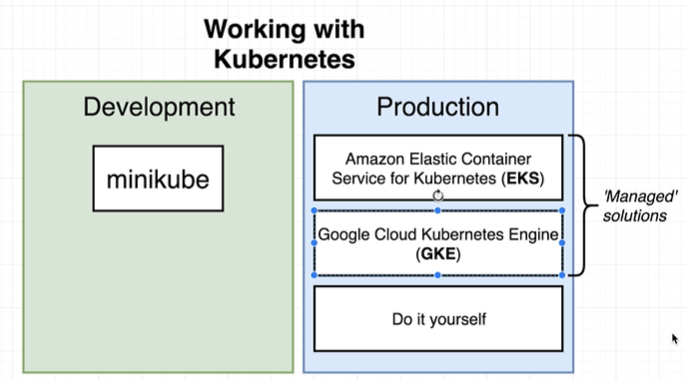 Working with
Kubernetes
Development
Production
minikube
Amazon Elastic Container
Service for Kubernetes (EKS)
Google Cloud Kubernetes Engine
(GKE)
Do it yourself
'Managed'
solutions